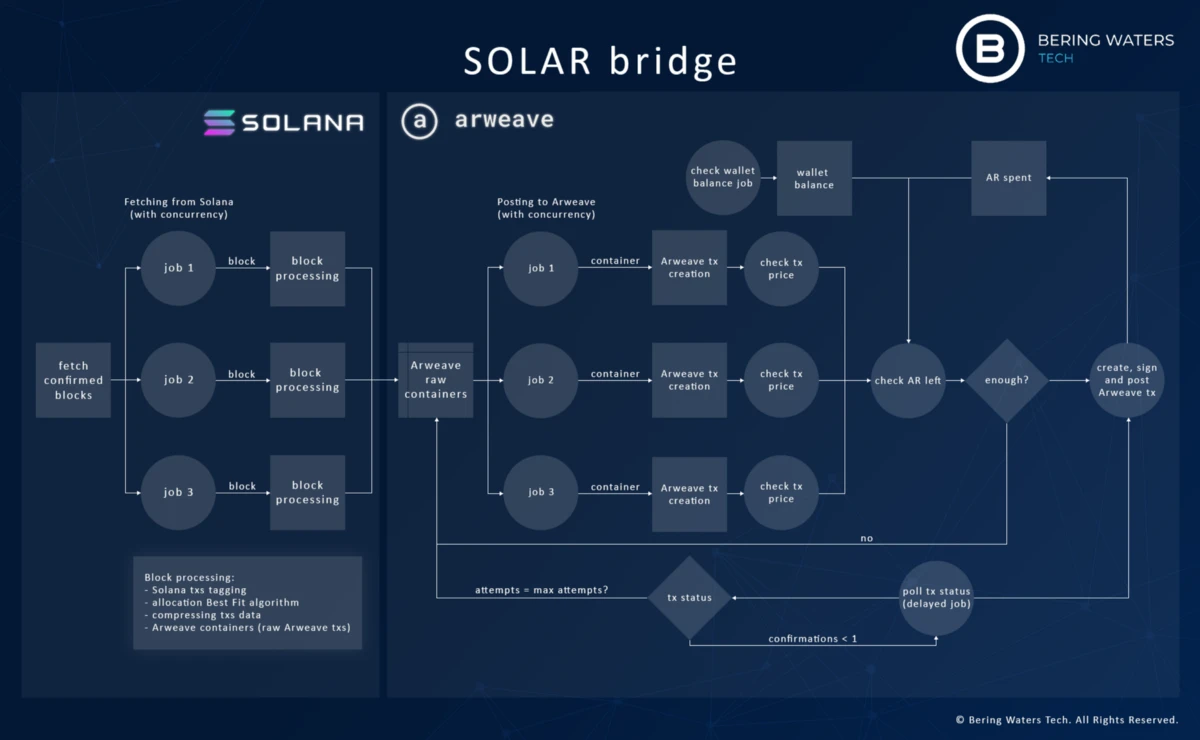 SOLAR bridge
B
BERING WATERS
TECH
SOLANA
a
arweave
Fetching from Solana
(with concurrency)
fetch
confirmed
blocks
job 1
block
block
processing
job 2
block
block
processing
job 3
block
block
processing
Block processing:
- Solana txs tagging
- allocation Best Fit algorithm
- compressing txs data
- Arweave containers (raw Arweave txs)
check wallet
balance job
wallet
balance
AR spent
Posting to Arweave
(with concurrency)
Arweave
raw
containers
job 1
container
Arweave tx
creation
check tx
price
job 2
container
Arweave tx
creation
check tx
price
job 3
container
Arweave tx
creation
check tx
price
check AR left
enough?
create, sign
and post
Arweave tx
no
attempts = max attempts?
tx status
poll tx status
(delayed job)
confirmations < 1
© Bering Waters Tech. All Rights Reserved.